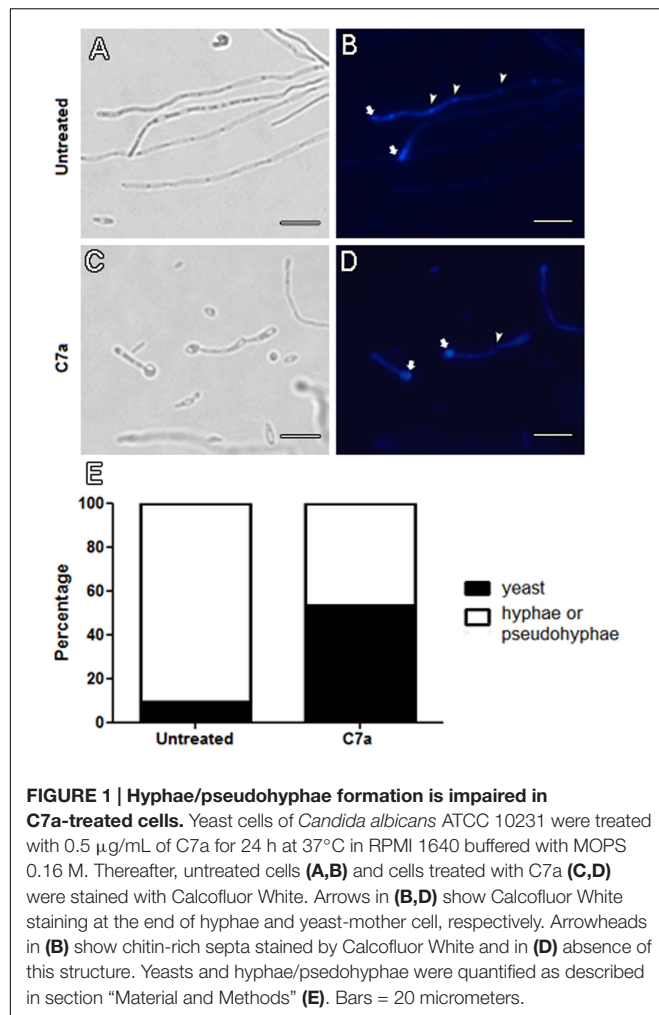 A
B
Untreated
C
D
C7a
E
100
80
60
40
20
0
Percentage
Untreated
C7a
yeast
hyphae or
pseudohyphae
FIGURE 1 | Hyphae/pseudohyphae formation is impaired in
C7a-treated cells. Yeast cells of Candida albicans ATCC 10231 were treated
with 0.5 μg/mL of C7a for 24 h at 37°C in RPMI 1640 buffered with MOPS
0.16 M. Thereafter, untreated cells (A,B) and cells treated with C7a (C,D)
were stained with Calcofluor White. Arrows in (B,D) show Calcofluor White
staining at the end of hyphae and yeast-mother cell, respectively. Arrowheads
in (B) show chitin-rich septa stained by Calcofluor White and in (D) absence of
this structure. Yeasts and hyphae/psedohyphae were quantified as described
in section “Material and Methods” (E). Bars = 20 micrometers.